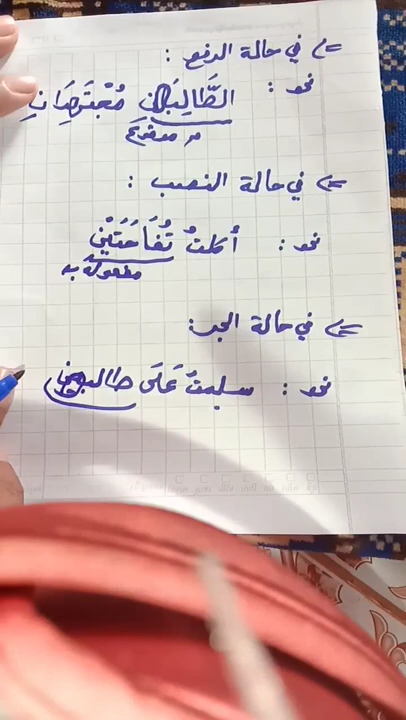 => في حالة الرفع :
نحو : الطَّالِبَانِ مُجْتَهِدَانِ
م مرفوع
=> في حالة النصب :
نحو : أكلتُ تُفَاحَتَيْنِ
مفعول به
=> في حالة الجر :
نحو : سلمتُ عَلَى طالبين